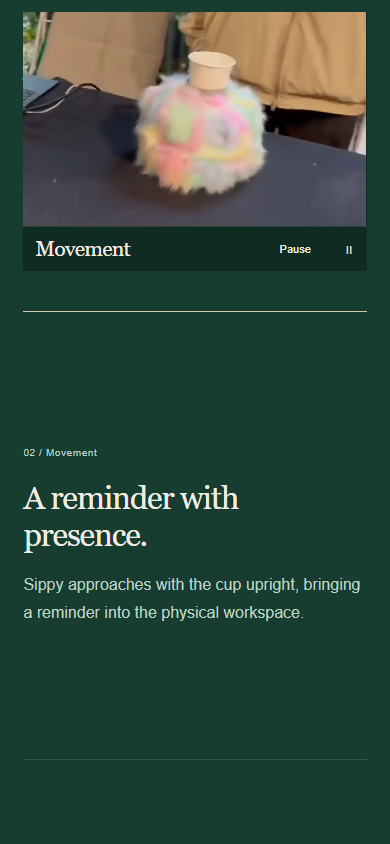 Movement
Pause
02 / Movement
A reminder with
presence.
Sippy approaches with the cup upright, bringing
a reminder into the physical workspace.